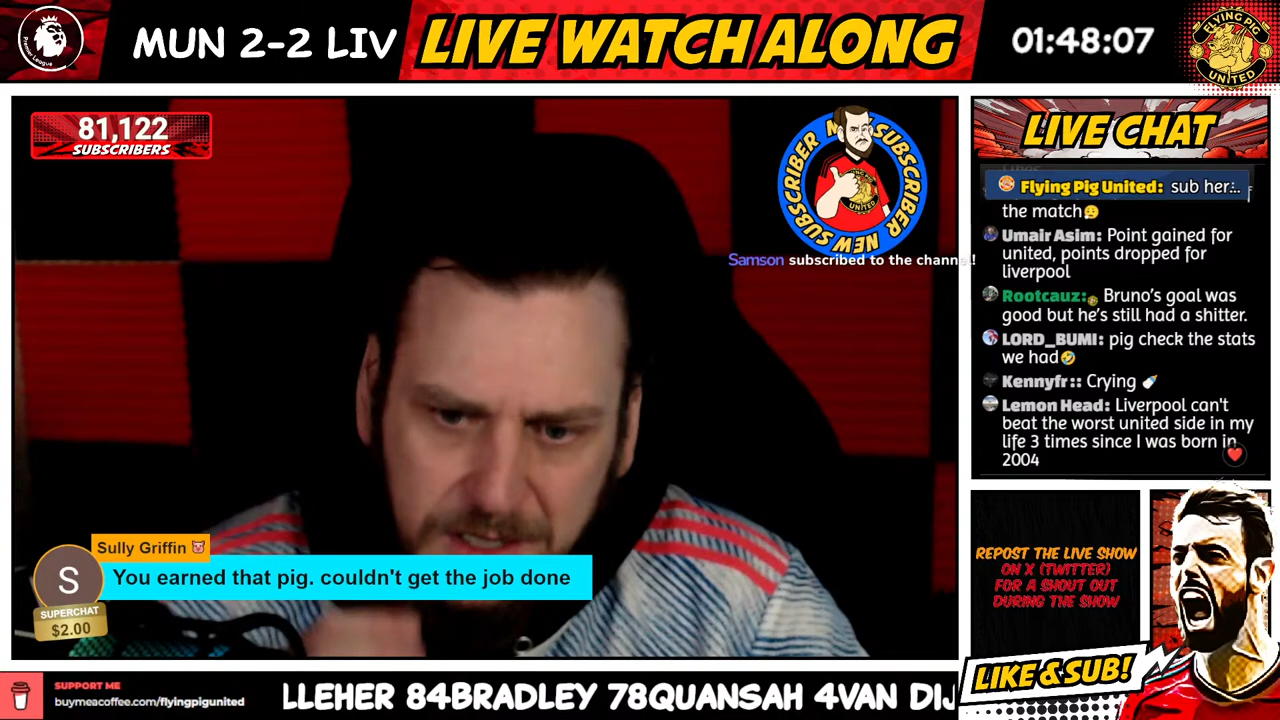 MUN 2-2 LIV
LIVE WATCH ALONG
01:48:07
Premier League
FLYING PIG
UNITED
81,122
SUBSCRIBERS
NEW SUBSCRIBER NEW SUBSCRIBER
Samson subscribed to the channel!
LIVE CHAT
Flying Pig United: sub her...
the match
Umair Asim: Point gained for
united, points dropped for
liverpool
Rootcauz: Bruno's goal was
good but he's still had a shitter.
LORD_BUMI: pig check the stats
we had
Kennyfr:: Crying
Lemon Head: Liverpool can't
beat the worst united side in my
life 3 times since I was born in
2004
Sully Griffin
S
You earned that pig. couldn't get the job done
SUPERCHAT
$2.00
REPOST THE LIVE SHOW
ON X (TWITTER)
FOR A SHOUT OUT
DURING THE SHOW
LIKE & SUB!
SUPPORT ME
buymeacoffee.com/flyingpigunited
LLEHER 84BRADLEY 78QUANSAH 4VAN DIJ